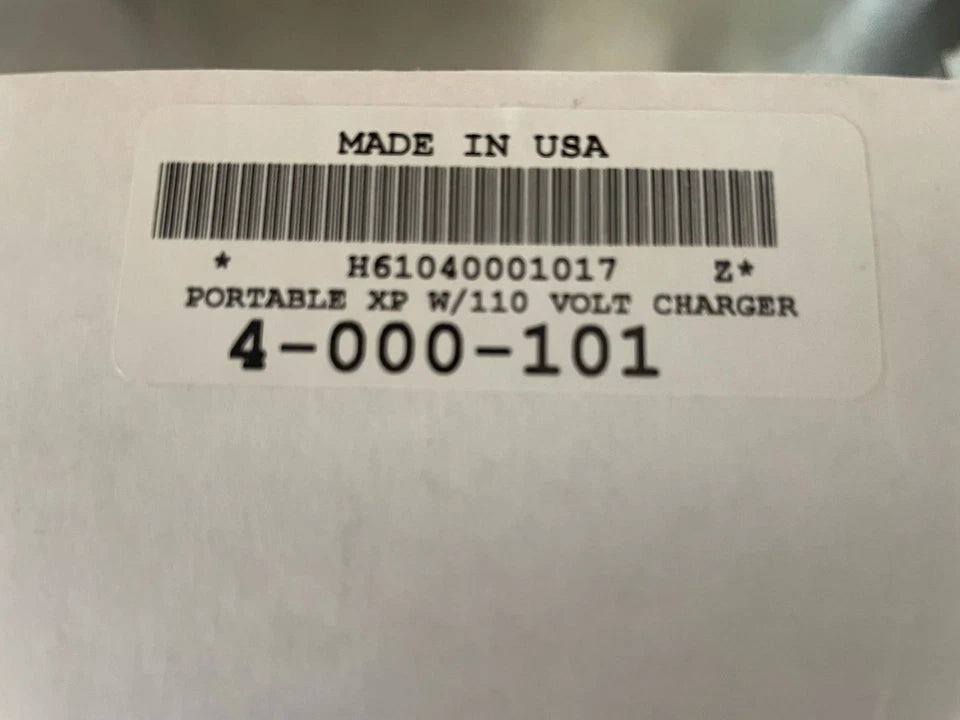 MADE IN USA
* H61040001017 Z*
PORTABLE XP W/110 VOLT CHARGER
4-000-101